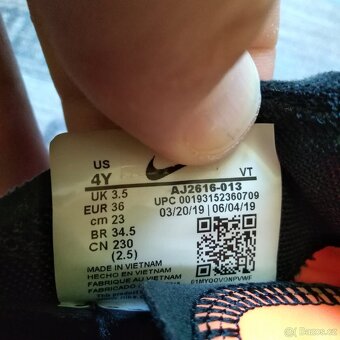 US
4Y VT
UK 3.5 AJ2616-013
EUR 36 UPC 00193152360709
cm 23 03/20/19 | 06/04/19
BR 34.5
CN 230
(2.5)
MADE IN VIETNAM
HECHO EN VIETNAM
FABRIQUÉ AU VIETNAM